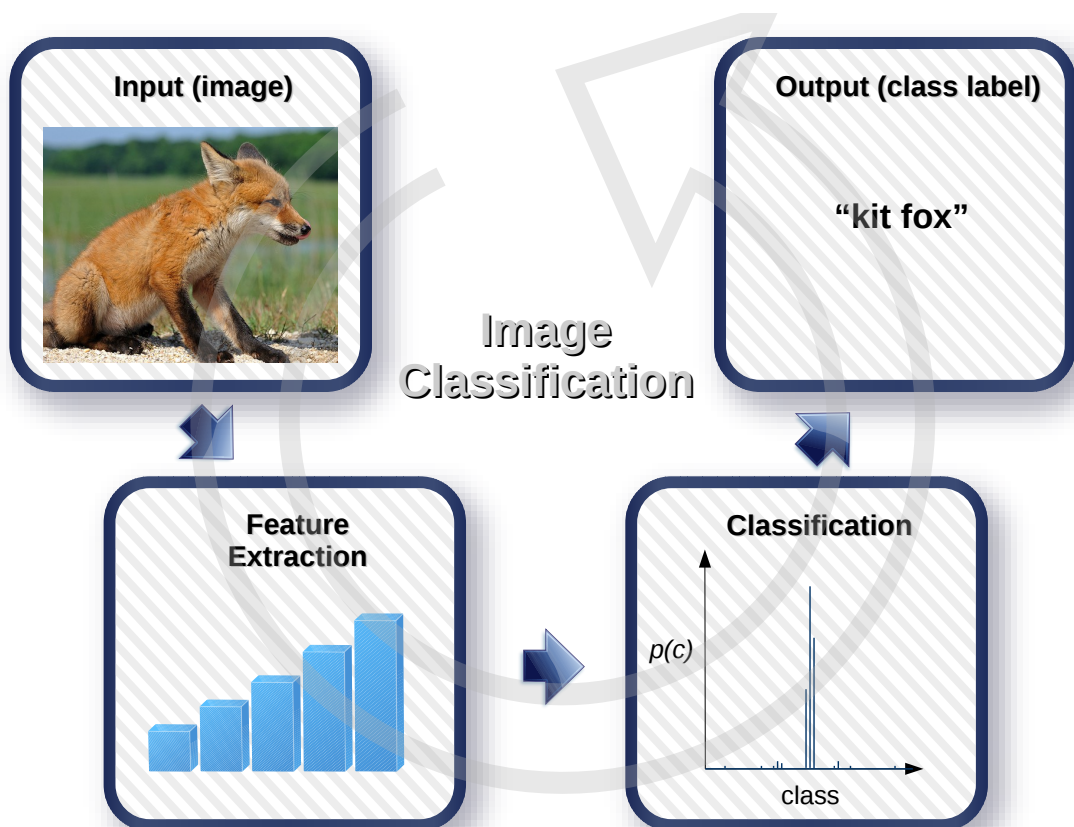 Input (image)
Output (class label)
“kit fox”
Image
Classification
Feature
Extraction
Classification
p(c)
class